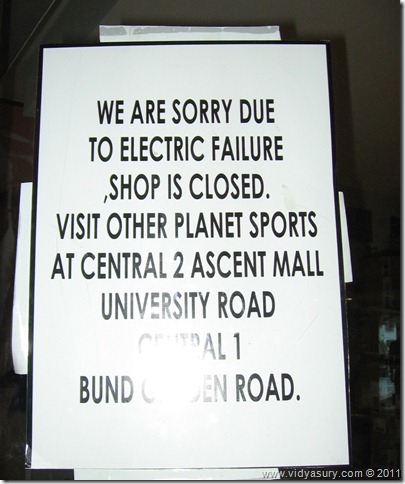 WE ARE SORRY DUE
TO ELECTRIC FAILURE
,SHOP IS CLOSED.
VISIT OTHER PLANET SPORTS
AT CENTRAL 2 ASCENT MALL
UNIVERSITY ROAD
CENTRAL 1
BUND ROAD.
www.vidyasury.com © 2011